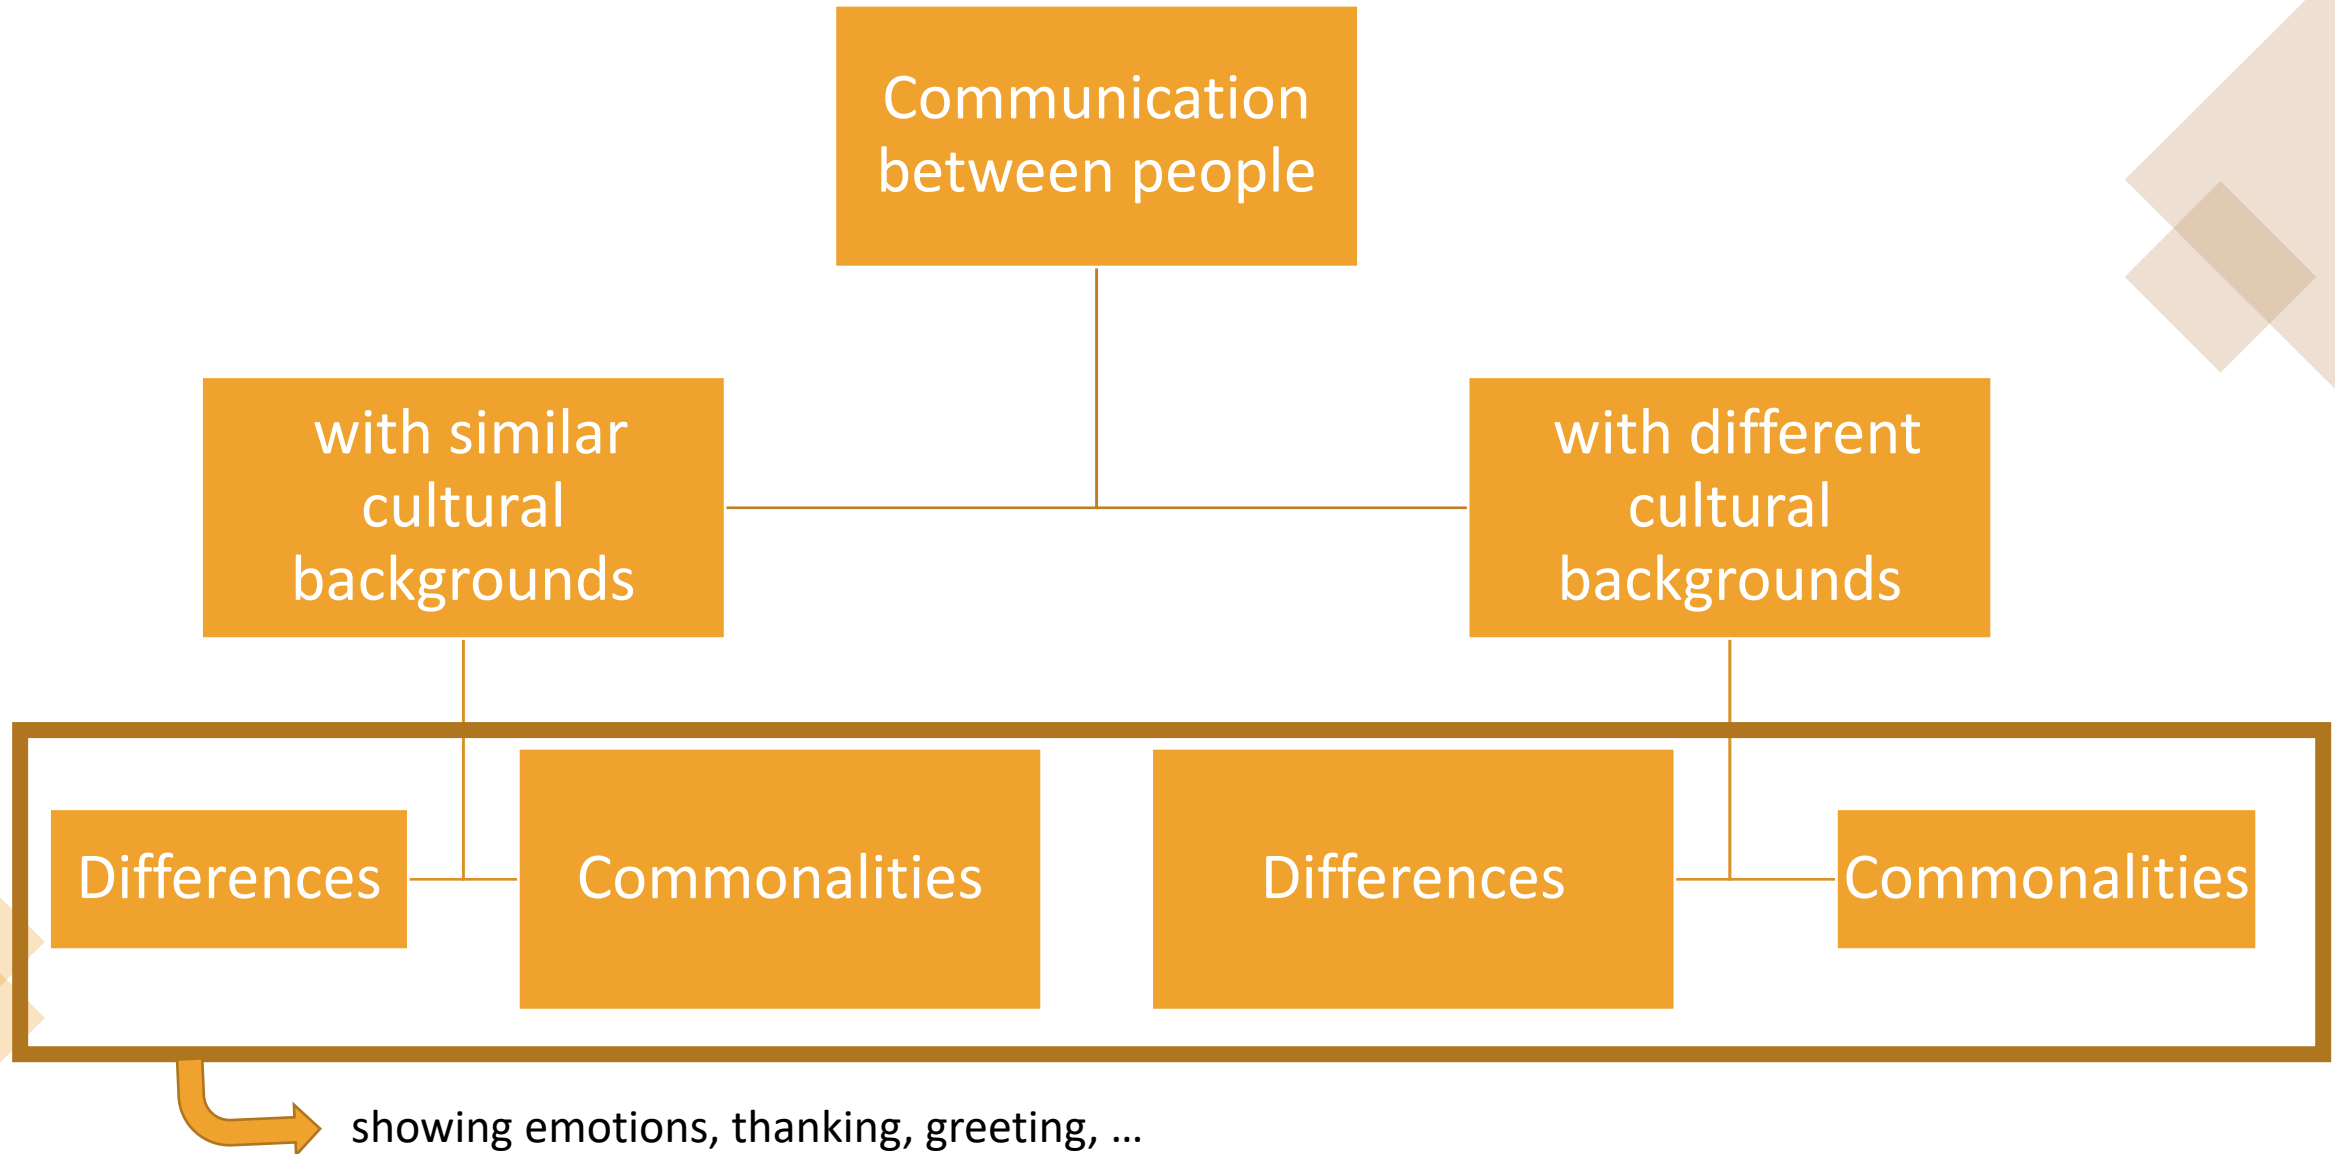 Communication
between people
with similar
cultural
backgrounds
with different
cultural
backgrounds
Differences
Commonalities
Differences
Commonalities
showing emotions, thanking, greeting, ...